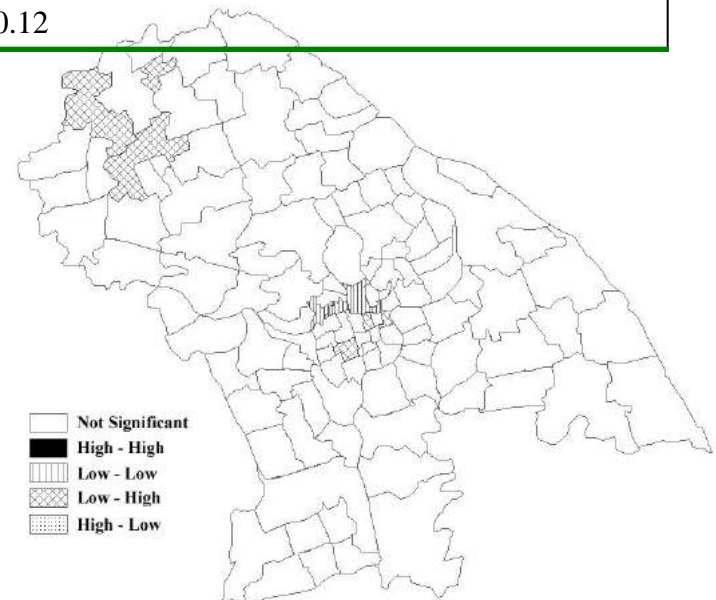 0.12
Not Significant
High - High
Low - Low
Low - High
High - Low